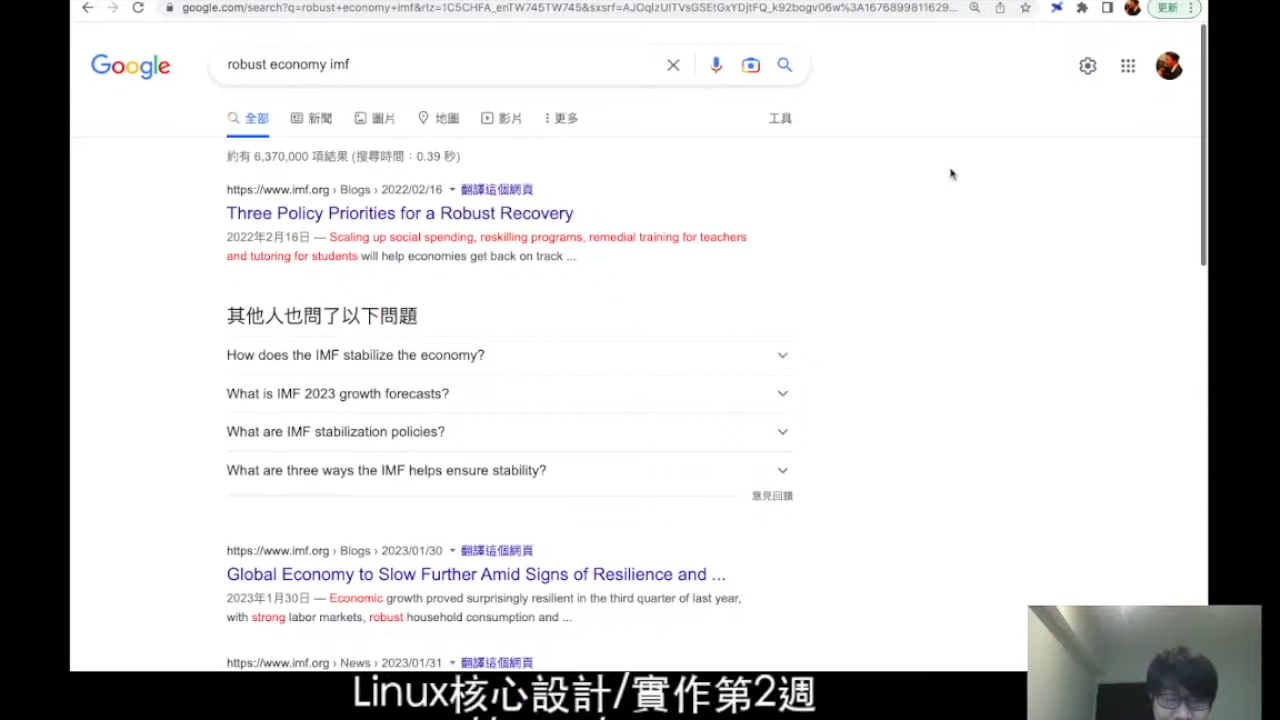 google.com/search?q=robust+economy+imf&rlz=1C5CHFA_enTW745TW745&sxsrf=AJOqlzUITVsGSEtGxYDjtFQ_k92bogv06w%3A1676899811629...
更新
Google
robust economy imf
全部 新聞 圖片 地圖 影片 更多 工具
約有 6,370,000 項結果 (搜尋時間：0.39 秒)
https://www.imf.org › Blogs › 2022/02/16 翻譯這個網頁
Three Policy Priorities for a Robust Recovery
2022年2月16日 — Scaling up social spending, reskilling programs, remedial training for teachers
and tutoring for students will help economies get back on track ...
其他人也問了以下問題
How does the IMF stabilize the economy?
What is IMF 2023 growth forecasts?
What are IMF stabilization policies?
What are three ways the IMF helps ensure stability?
意見回饋
https://www.imf.org › Blogs › 2023/01/30 翻譯這個網頁
Global Economy to Slow Further Amid Signs of Resilience and ...
2023年1月30日 — Economic growth proved surprisingly resilient in the third quarter of last year,
with strong labor markets, robust household consumption and ...
https://www.imf.org › News › 2023/01/31 翻譯這個網頁
Linux核心設計/實作第2週